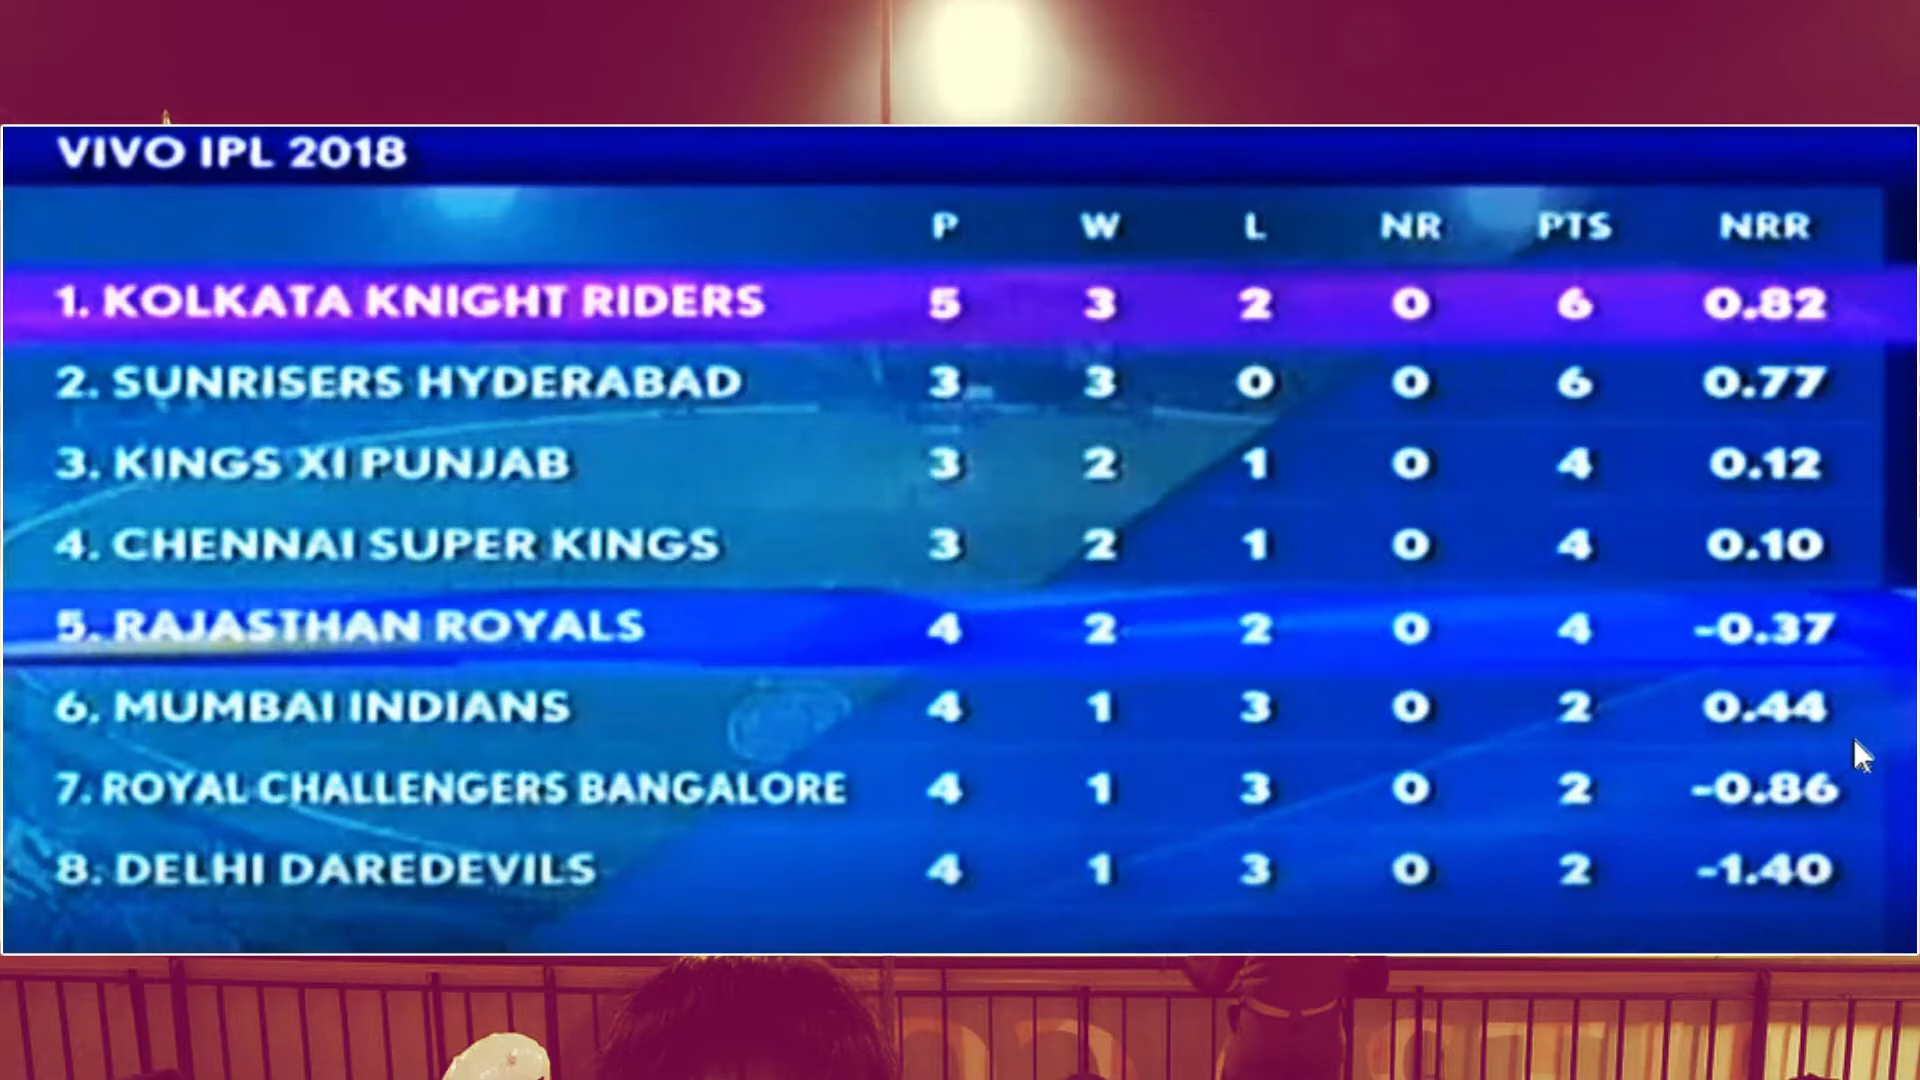 VIVO IPL 2018
P W L NR PTS NRR
1. KOLKATA KNIGHT RIDERS 5 3 2 0 6 0.82
2. SUNRISERS HYDERABAD 3 3 0 0 6 0.77
3. KINGS XI PUNJAB 3 2 1 0 4 0.12
4. CHENNAI SUPER KINGS 3 2 1 0 4 0.10
5. RAJASTHAN ROYALS 4 2 2 0 4 -0.37
6. MUMBAI INDIANS 4 1 3 0 2 0.44
7. ROYAL CHALLENGERS BANGALORE 4 1 3 0 2 -0.86
8. DELHI DAREDEVILS 4 1 3 0 2 -1.40